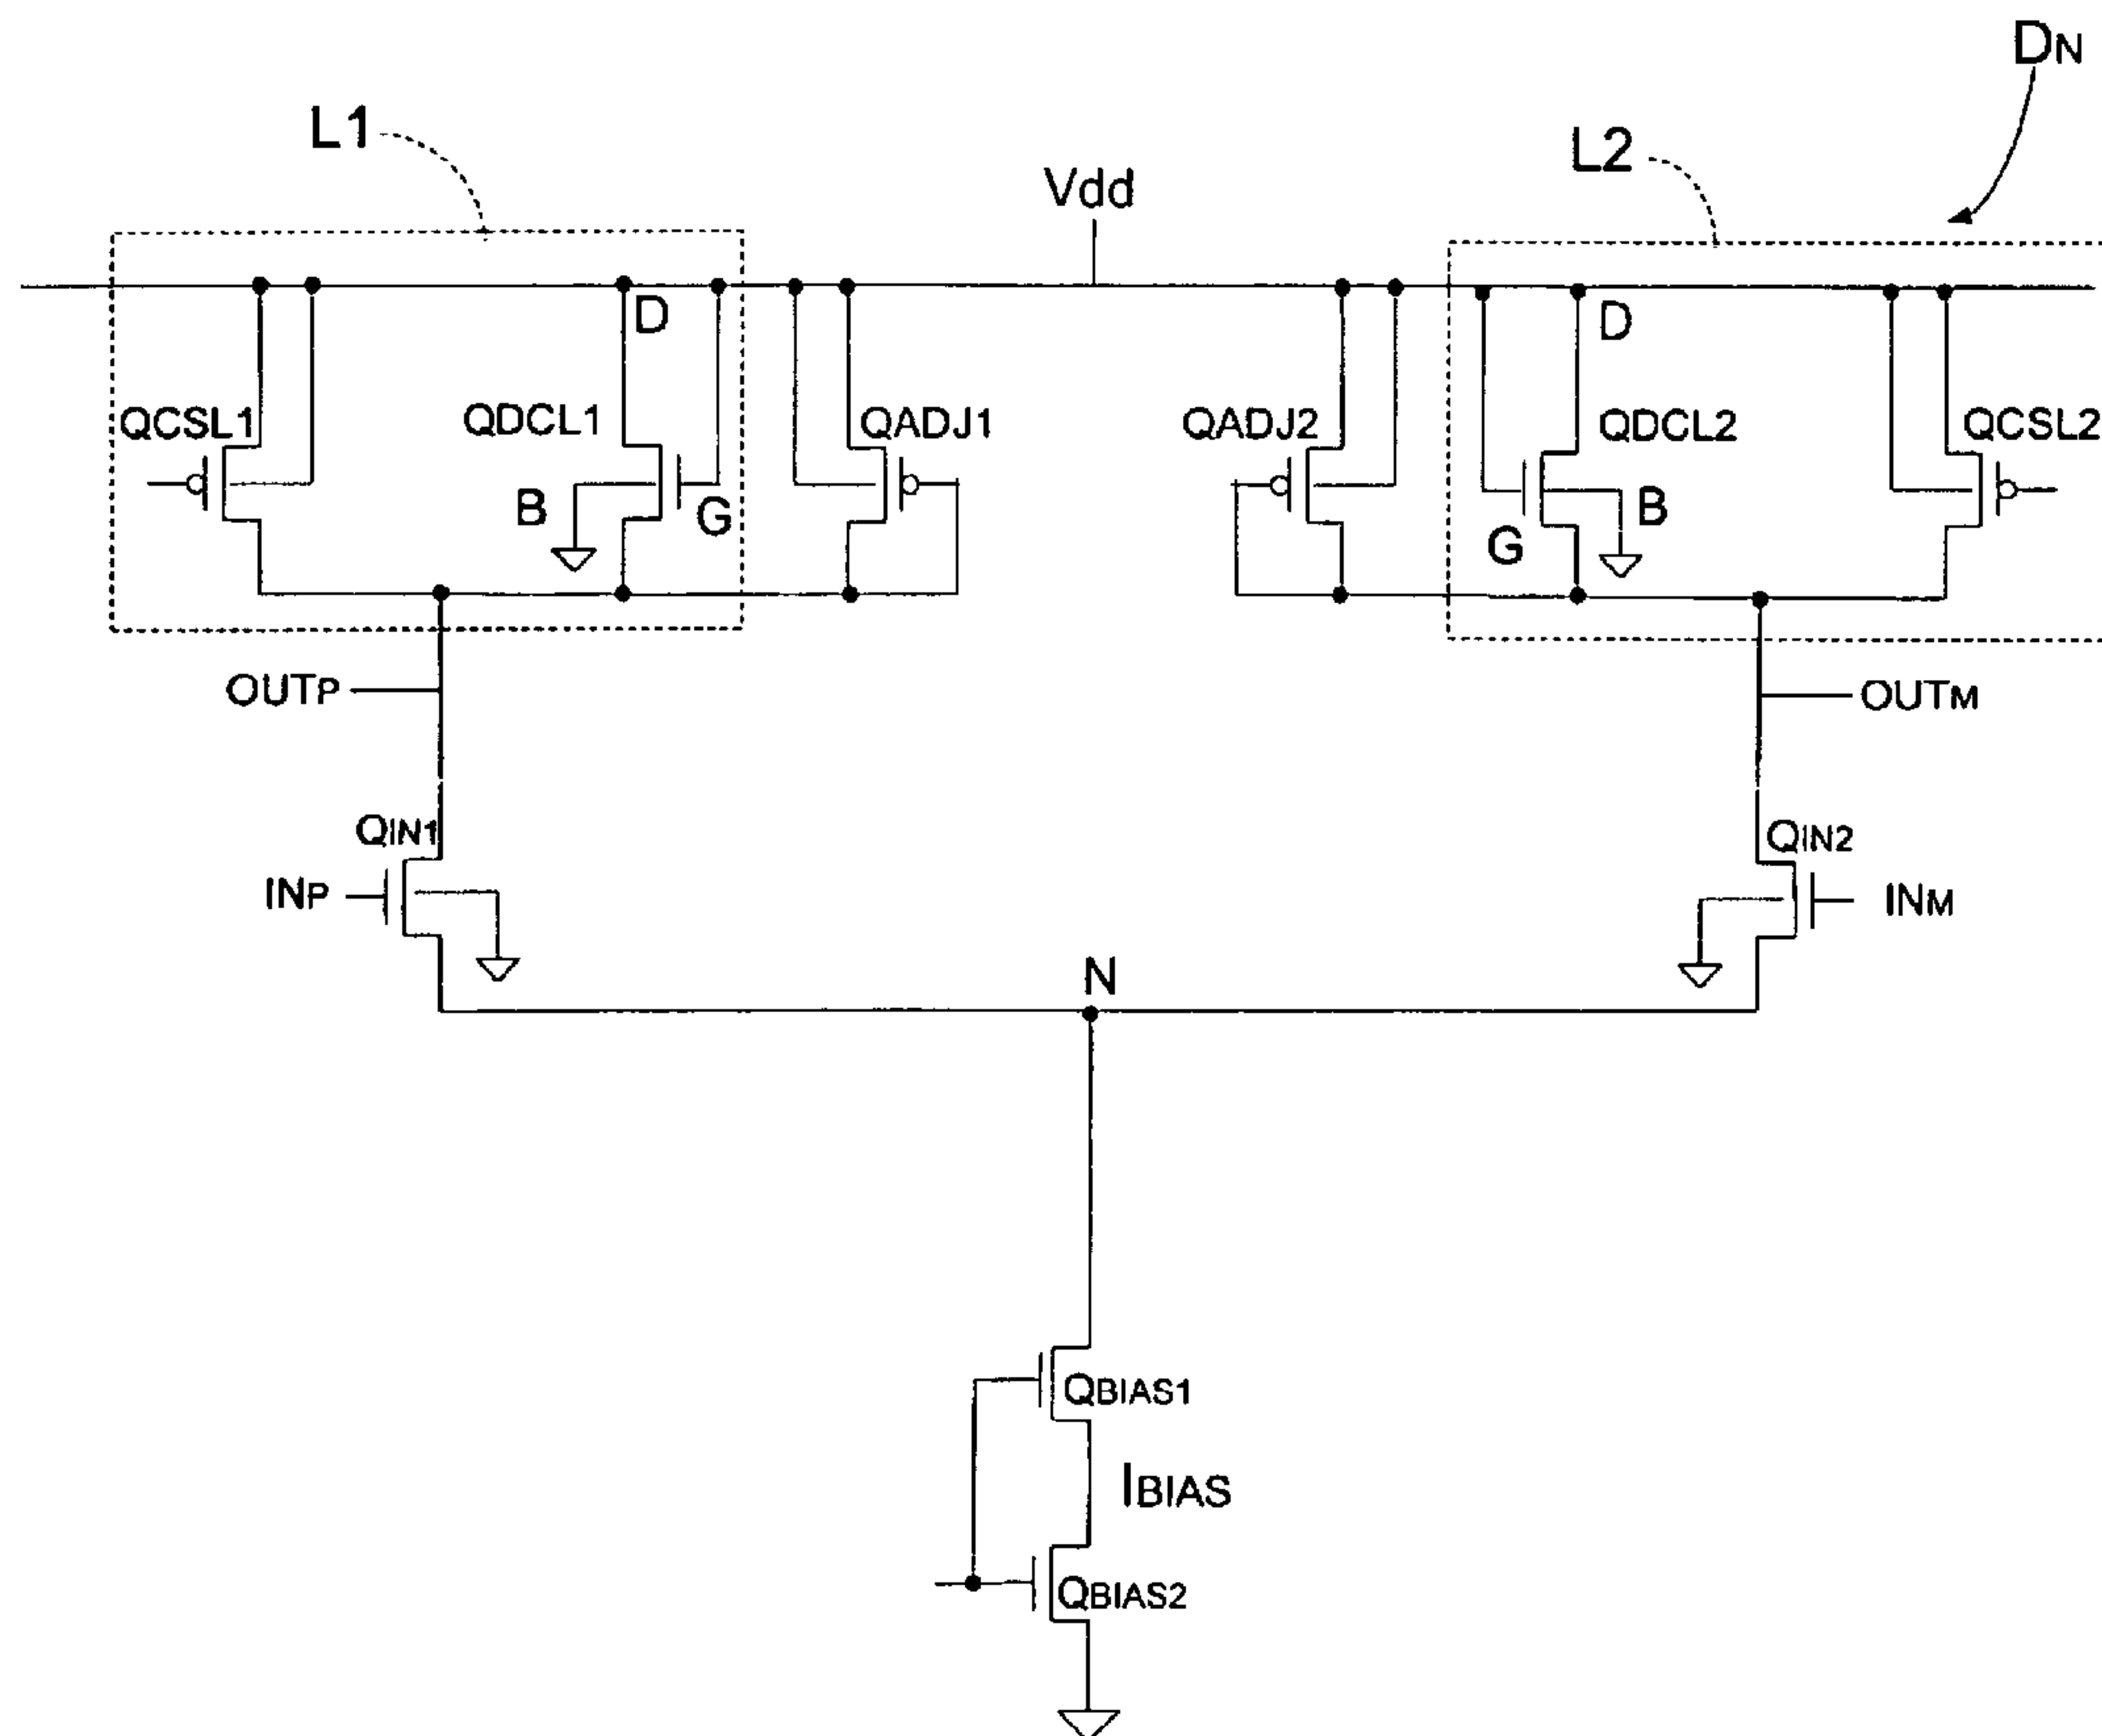 DN
L1
L2
Vdd
D
D
QCSL1
QDCL1
QADJ1
QADJ2
QDCL2
QCSL2
B
G
G
B
OUTP
OUTM
QIN1
QIN2
INP
INM
N
QBIAS1
IBIAS
QBIAS2